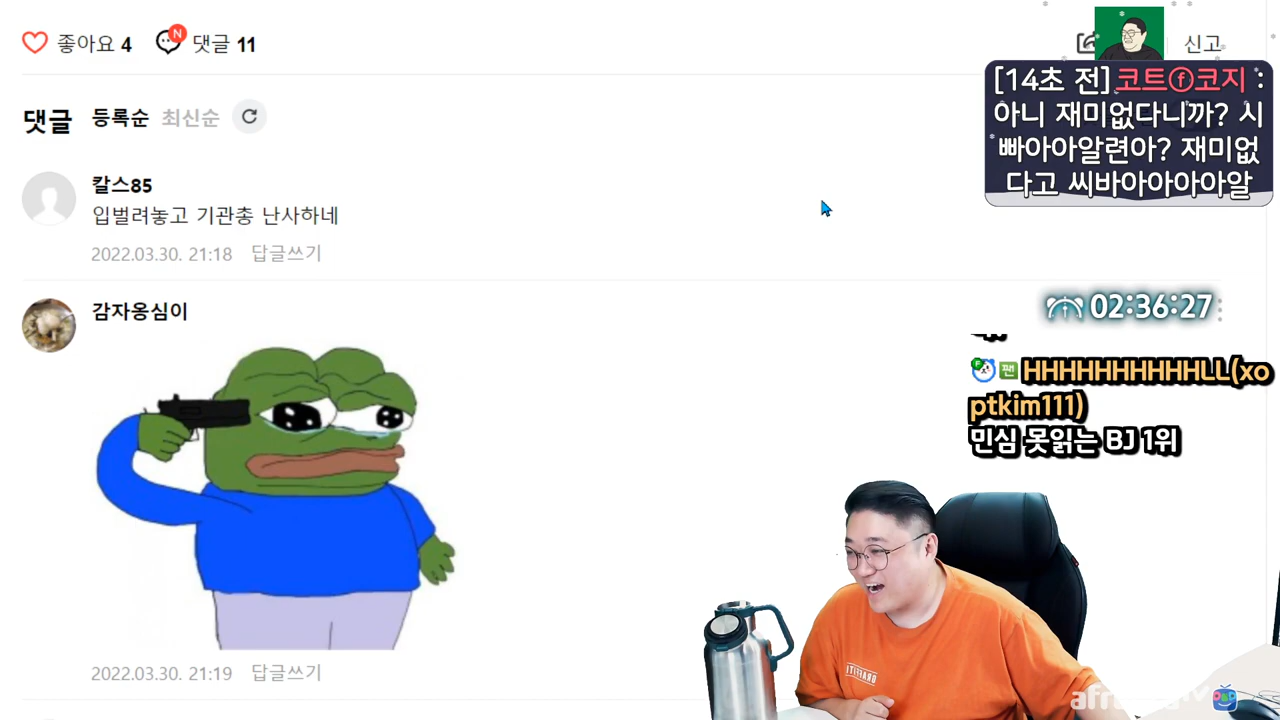 좋아요 4 N 댓글 11
신고
[14초 전] 코트ⓕ코지 :
아니 재미없다니까? 시
빠아아알련아? 재미없
다고 씨바아아아아알
댓글 등록순 최신순
칼스85
입벌려놓고 기관총 난사하네
2022.03.30. 21:18 답글쓰기
02:36:27
감자옹심이
F 팬 HHHHHHHHHHLL(xo
ptkim111)
민심 못읽는 BJ 1위
2022.03.30. 21:19 답글쓰기